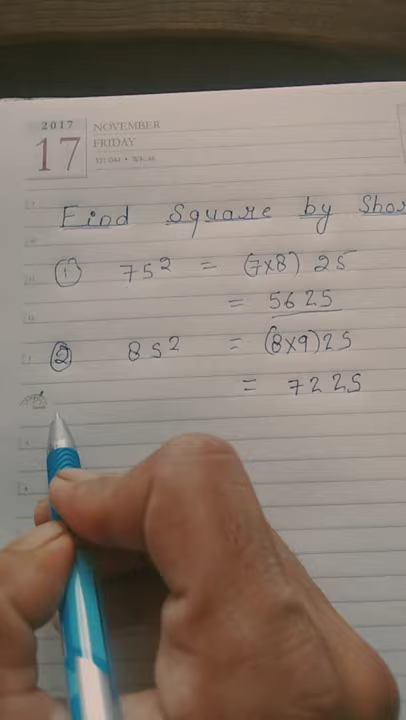 2017
17
NOVEMBER
FRIDAY
Find Square by Shor
① 75² = (7×8) 25
= 5625
② 85² = (8×9)25
= 7225